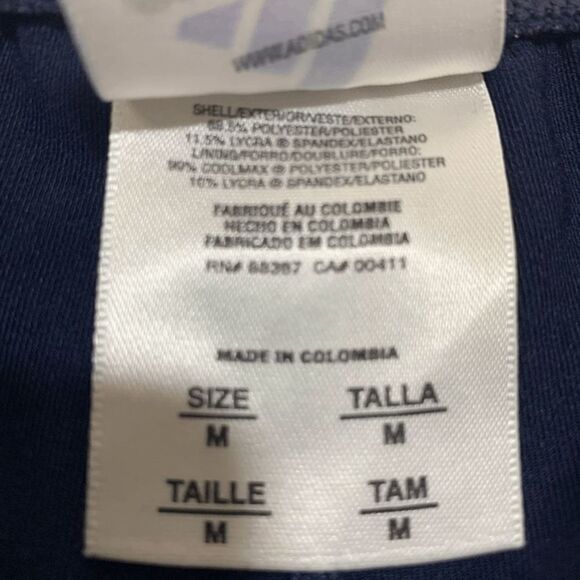 WWW.ADIDAS.COM
SHELL/EXTERIOR/VESTE/EXTERNO:
88.5% POLYESTER/POLIESTER
11.5% LYCRA ® SPANDEX/ELASTANO
LINING/FORRO/DOUBLURE/FORRO:
90% COOLMAX ® POLYESTER/POLIESTER
10% LYCRA ® SPANDEX/ELASTANO
FABRIQUÉ AU COLOMBIE
HECHO EN COLOMBIA
FABRICADO EM COLOMBIA
RN# 88387 CA# 00411
MADE IN COLOMBIA
SIZE TALLA
M M
TAILLE TAM
M M